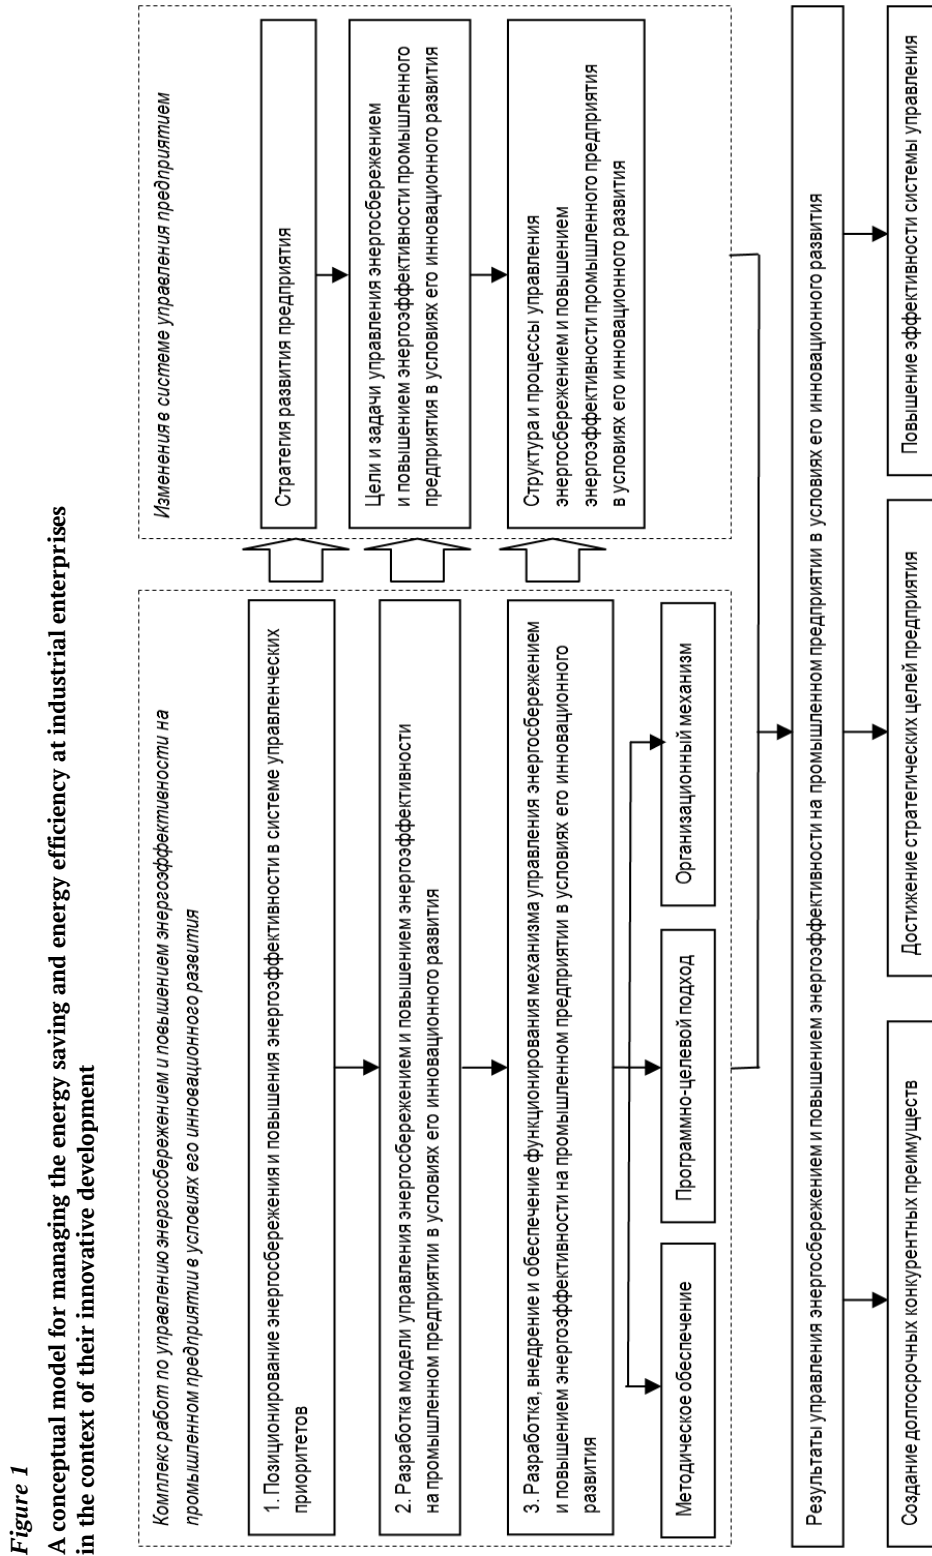 Figure 1
A conceptual model for managing the energy saving and energy efficiency at industrial enterprises
in the context of their innovative development
Комплекс работ по управлению энергосбережением и повышением энергоэффективности на
промышленном предприятии в условиях его инновационного развития
1. Позиционирование энергосбережения и повышения энергоэффективности в системе управленческих
приоритетов
2. Разработка модели управления энергосбережением и повышением энергоэффективности
на промышленном предприятии в условиях его инновационного развития
3. Разработка, внедрение и обеспечение функционирования механизма управления энергосбережением
и повышением энергоэффективности на промышленном предприятии в условиях его инновационного
развития
Методическое обеспечение
Программно-целевой подход
Организационный механизм
Изменения в системе управления предприятием
Стратегия развития предприятия
Цели и задачи управления энергосбережением
и повышением энергоэффективности промышленного
предприятия в условиях его инновационного развития
Структура и процессы управления
энергосбережением и повышением
энергоэффективности промышленного предприятия
в условиях его инновационного развития
Результаты управления энергосбережением и повышением энергоэффективности на промышленном предприятии в условиях его инновационного развития
Создание долгосрочных конкурентных преимуществ
Достижение стратегических целей предприятия
Повышение эффективности системы управления